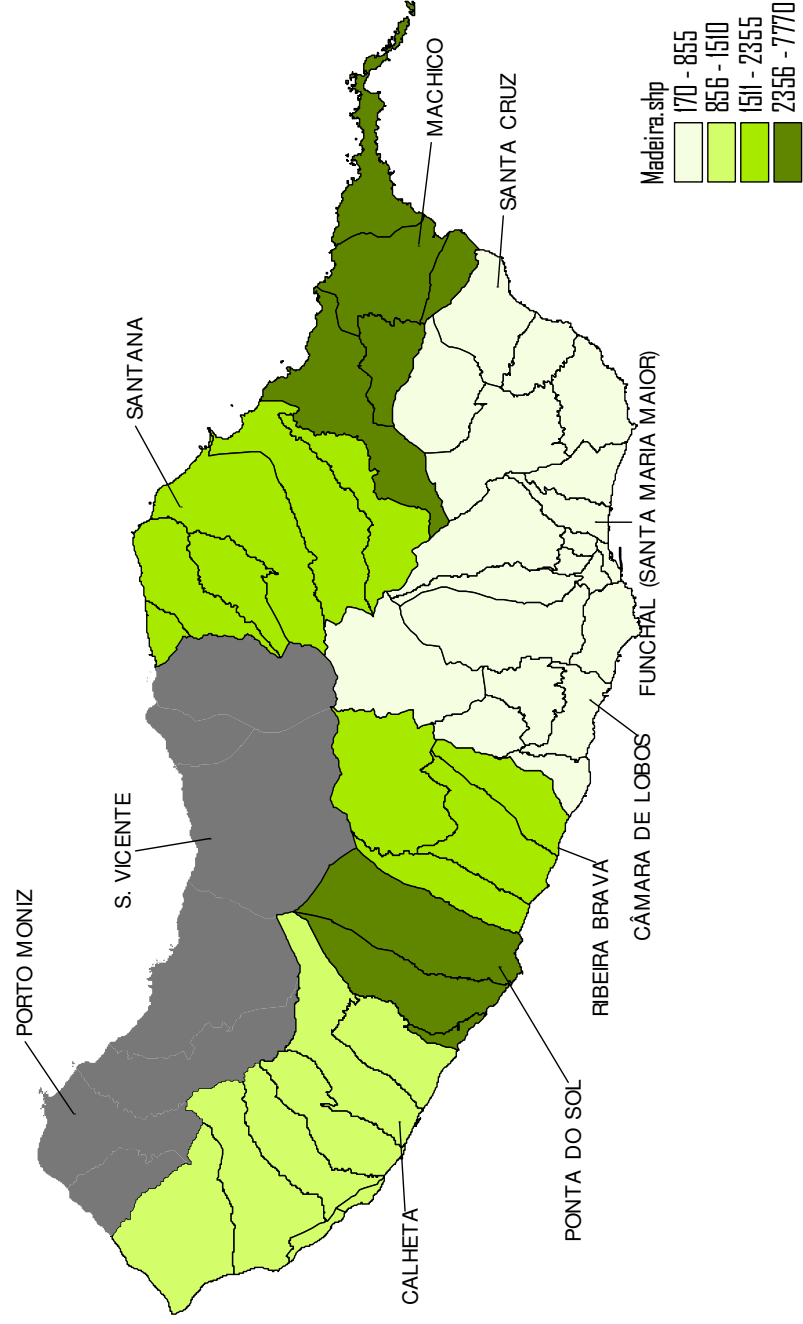 PORTO MONIZ
S. VICENTE
SANTANA
MACHICO
SANTA CRUZ
FUNCHAL (SANTA MARIA MAIOR)
CÂMARA DE LOBOS
RIBEIRA BRAVA
PONTA DO SOL
CALHETA
Madeira.shp
170 - 855
856 - 1510
1511 - 2355
2356 - 7770